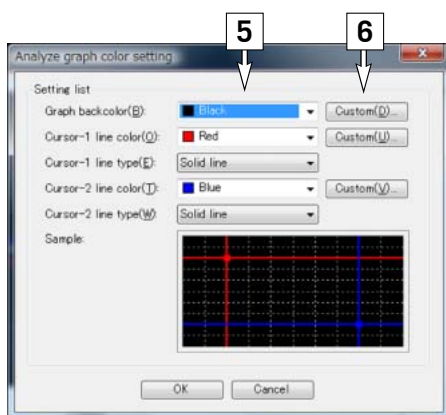 5 6
Analyze graph color setting
Setting list
Graph backcolor(B): Black Custom(D)...
Cursor-1 line color(O): Red Custom(U)...
Cursor-1 line type(E): Solid line
Cursor-2 line color(T): Blue Custom(V)...
Cursor-2 line type(W): Solid line
Sample:
OK Cancel